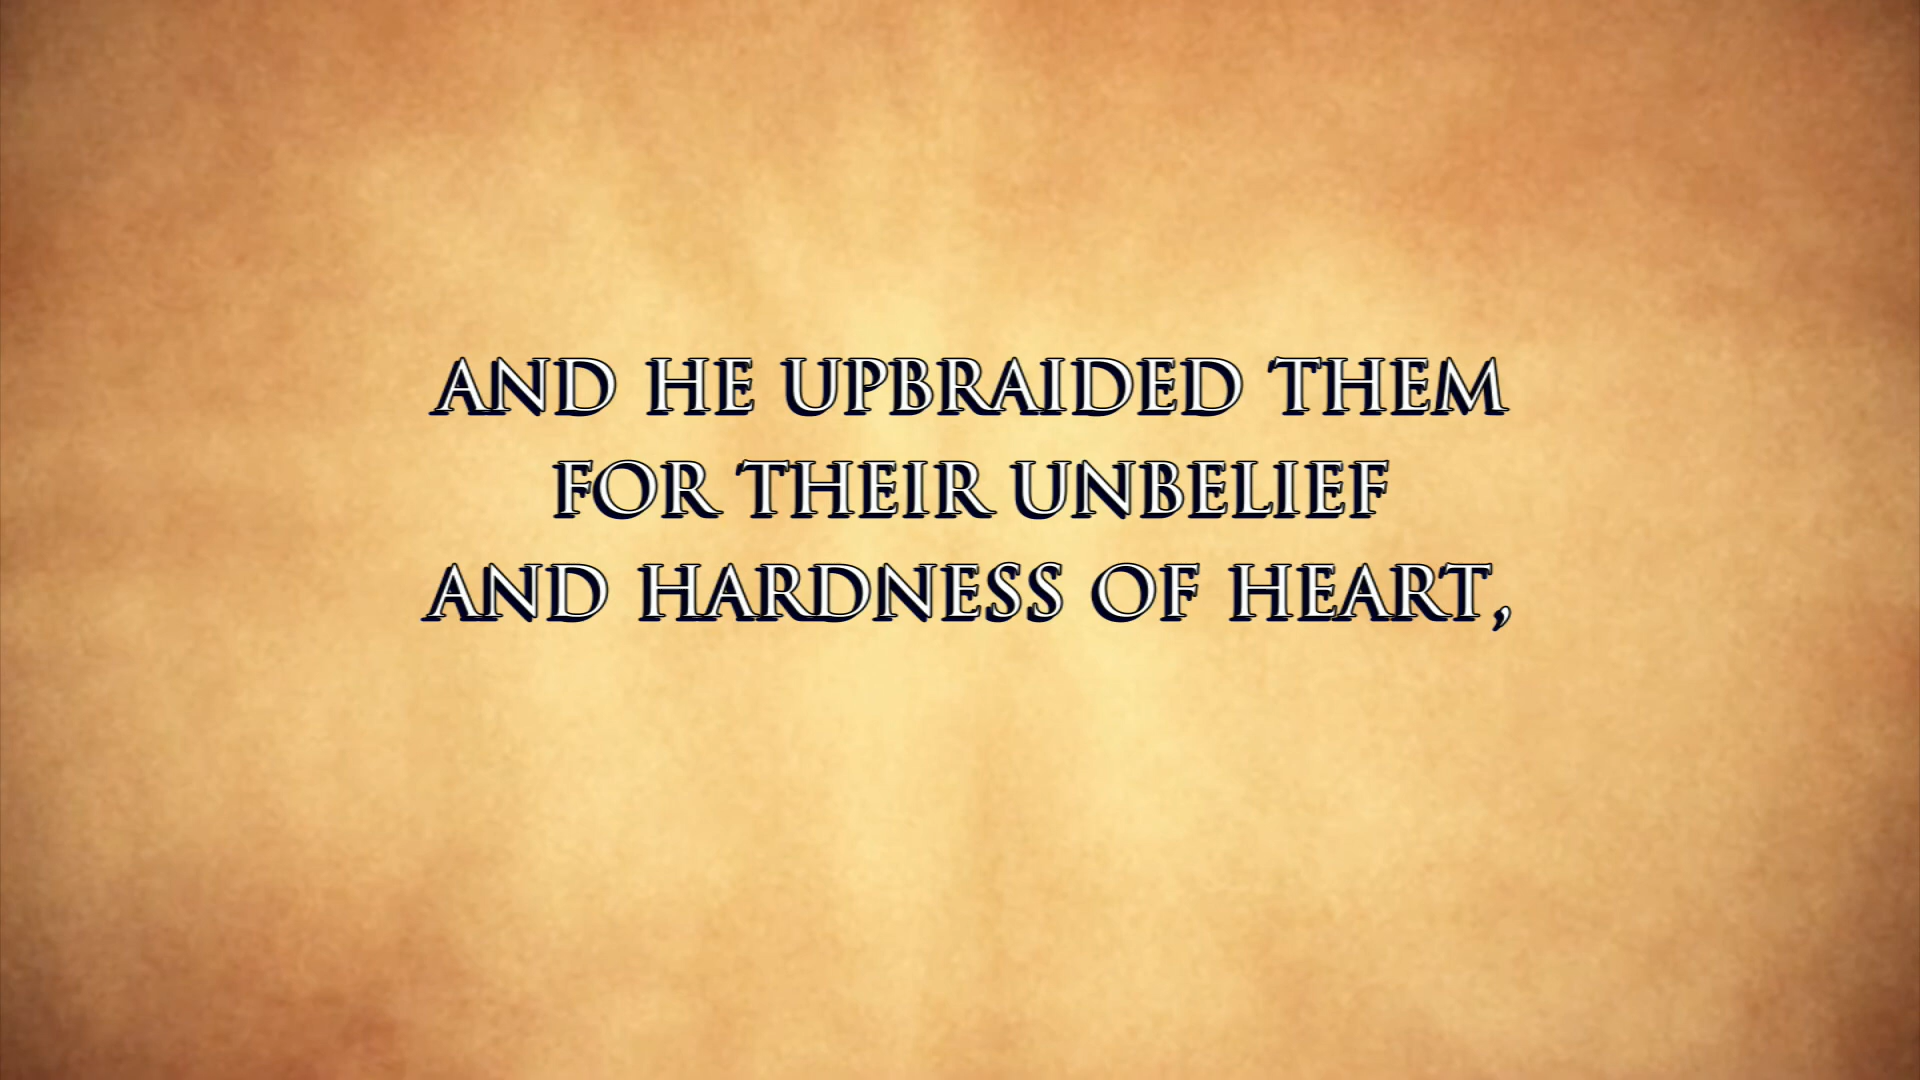 AND HE UPBRAIDED THEM
FOR THEIR UNBELIEF
AND HARDNESS OF HEART,